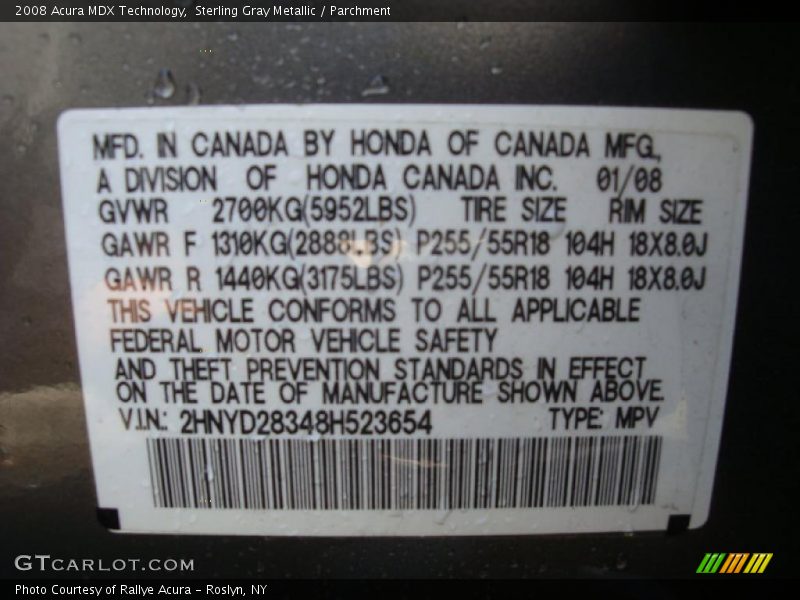 2008 Acura MDX Technology, Sterling Gray Metallic / Parchment
MFD. IN CANADA BY HONDA OF CANADA MFG.,
A DIVISION OF HONDA CANADA INC. 01/08
GVWR 2700KG(5952LBS) TIRE SIZE RIM SIZE
GAWR F 1310KG(2888LBS) P255/55R18 104H 18X8.0J
GAWR R 1440KG(3175LBS) P255/55R18 104H 18X8.0J
THIS VEHICLE CONFORMS TO ALL APPLICABLE
FEDERAL MOTOR VEHICLE SAFETY
AND THEFT PREVENTION STANDARDS IN EFFECT
ON THE DATE OF MANUFACTURE SHOWN ABOVE.
V.I.N.: 2HNYD28348H523654 TYPE: MPV
GTCARLOT.COM
Photo Courtesy of Rallye Acura - Roslyn, NY